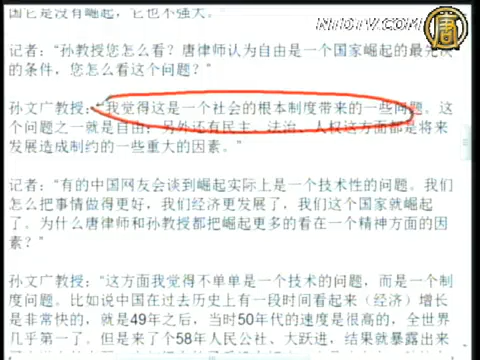 国它是没有崛起，它也不强大。
NTDTV.COM
唐
记者：“孙教授您怎么看？唐律师认为自由是一个国家崛起的最先决
的条件，您怎么看这个问题？”
孙文广教授：“我觉得这是一个社会的根本制度带来的一些问题。这
个问题之一就是自由；另外还有民主、法治、人权这方面都是将来
发展造成制约的一些重大的因素。”
记者：“有的中国网友会谈到崛起实际上是一个技术性的问题。我们
怎么把事情做得更好，我们经济更发展了，我们这个国家就崛起
了。为什么唐律师和孙教授都把崛起更多的看在一个精神方面的因
素？”
孙文广教授：“这方面我觉得不单单是一个技术的问题，而是一个制
度问题。比如说中国在过去历史上有一段时间看起来（经济）增长
是非常快的，就是49年之后，当时50年代的速度是很高的，全世界
几乎第一了。但是来了个58年人民公社、大跃进，结果就暴露出来